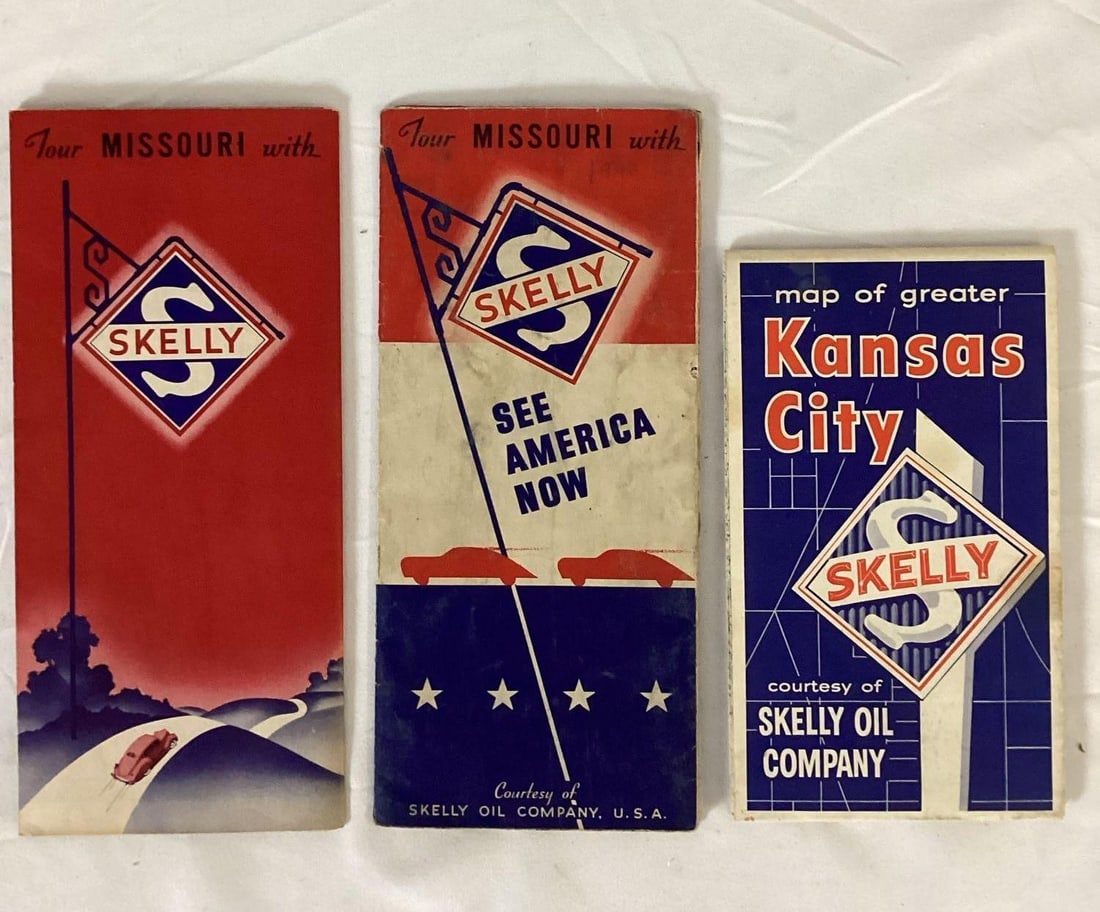 Tour MISSOURI with
S
SKELLY
Tour MISSOURI with
S
SKELLY
SEE
AMERICA
NOW
Courtesy of
SKELLY OIL COMPANY, U.S.A.
map of greater
Kansas
City
S
SKELLY
courtesy of
SKELLY OIL
COMPANY